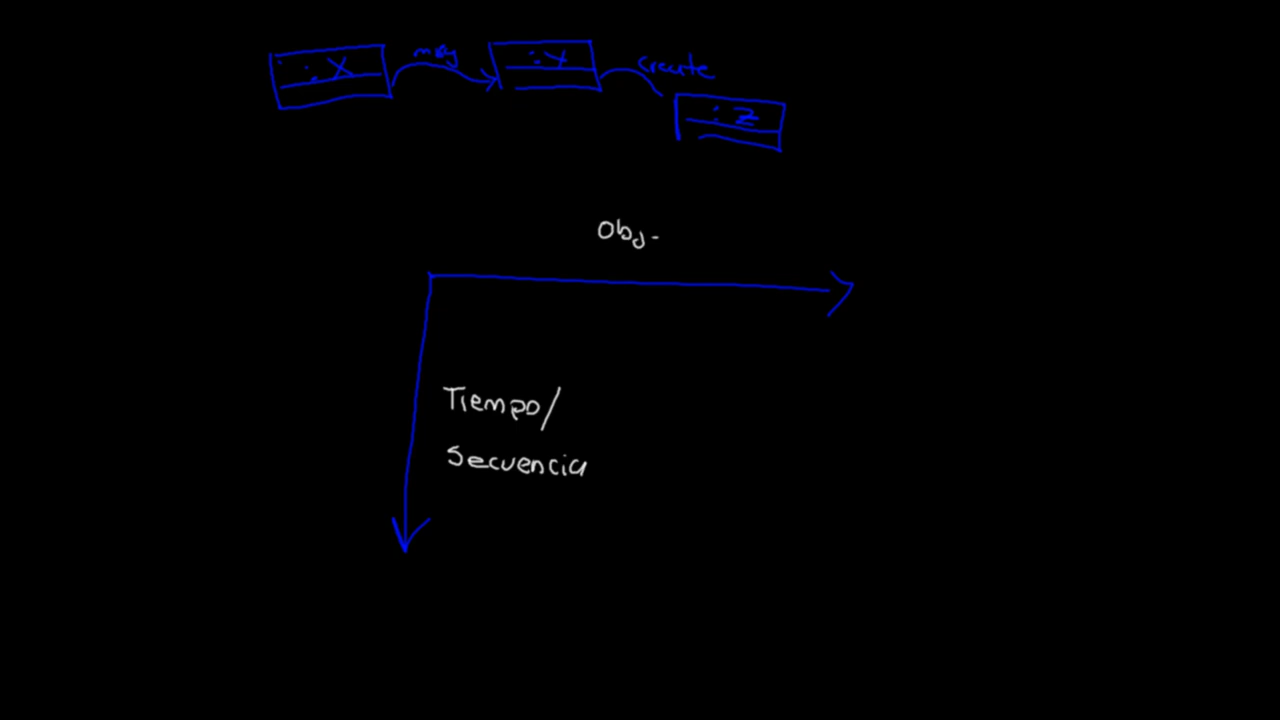 : X
msg
: Y
create
: Z
Obj.
Tiempo/
Secuencia